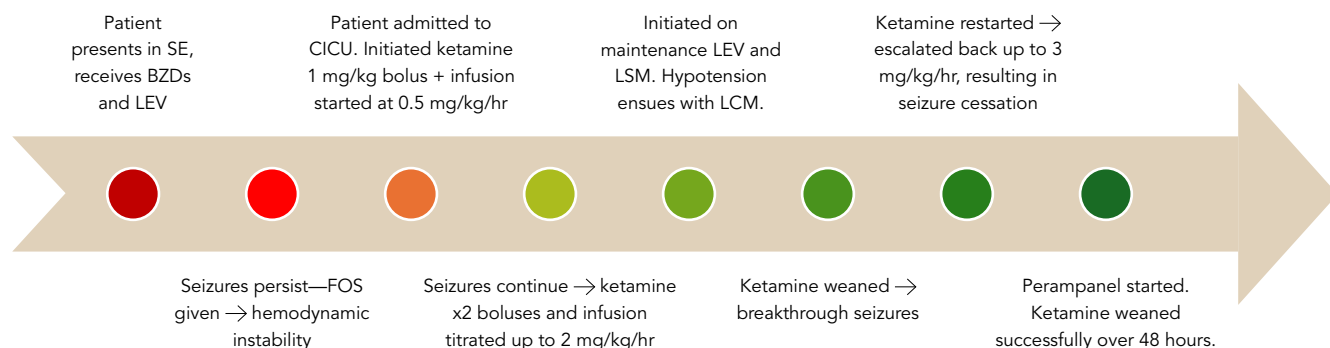 Patient
presents in SE,
receives BZDs
and LEV
Seizures persist—FOS
given → hemodynamic
instability
Patient admitted to
CICU. Initiated ketamine
1 mg/kg bolus + infusion
started at 0.5 mg/kg/hr
Seizures continue → ketamine
x2 boluses and infusion
titrated up to 2 mg/kg/hr
Initiated on
maintenance LEV and
LSM. Hypotension
ensues with LCM.
Ketamine weaned →
breakthrough seizures
Ketamine restarted →
escalated back up to 3
mg/kg/hr, resulting in
seizure cessation
Perampanel started.
Ketamine weaned
successfully over 48 hours.